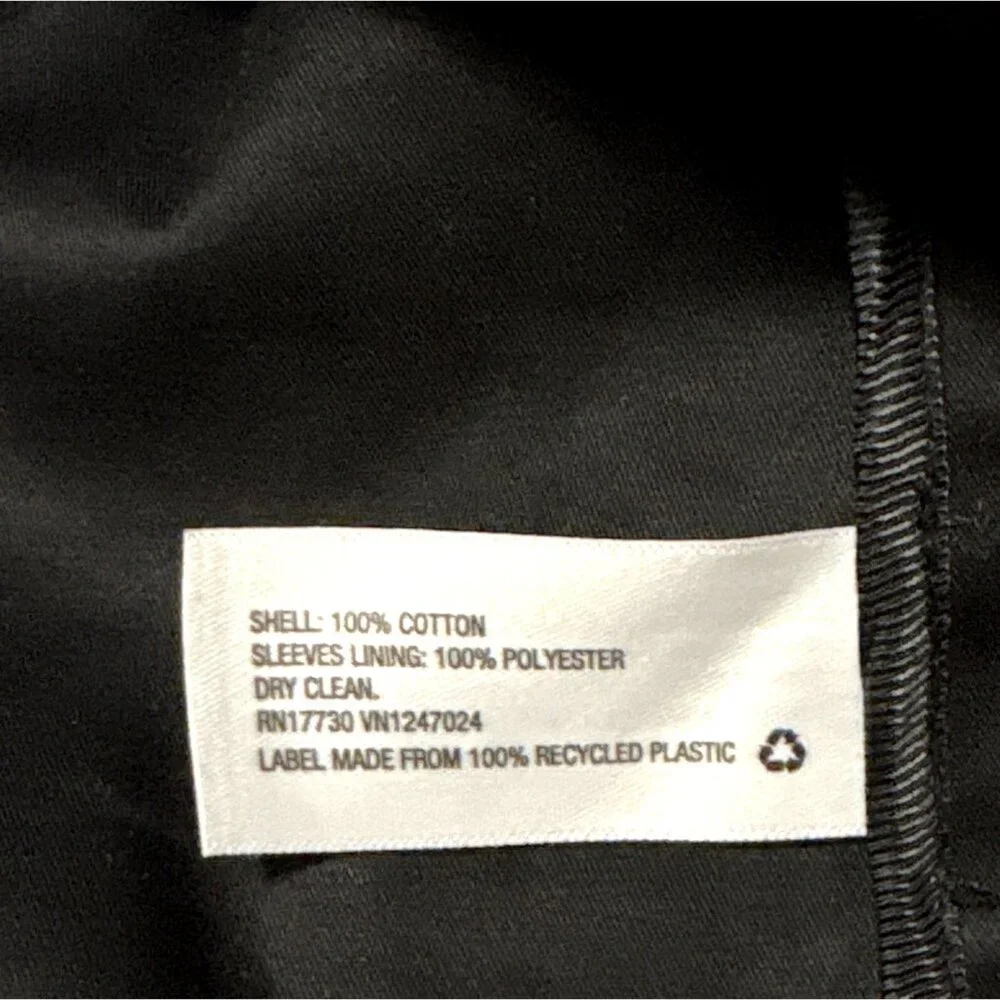 SHELL: 100% COTTON
SLEEVES LINING: 100% POLYESTER
DRY CLEAN.
RN17730 VN1247024
LABEL MADE FROM 100% RECYCLED PLASTIC